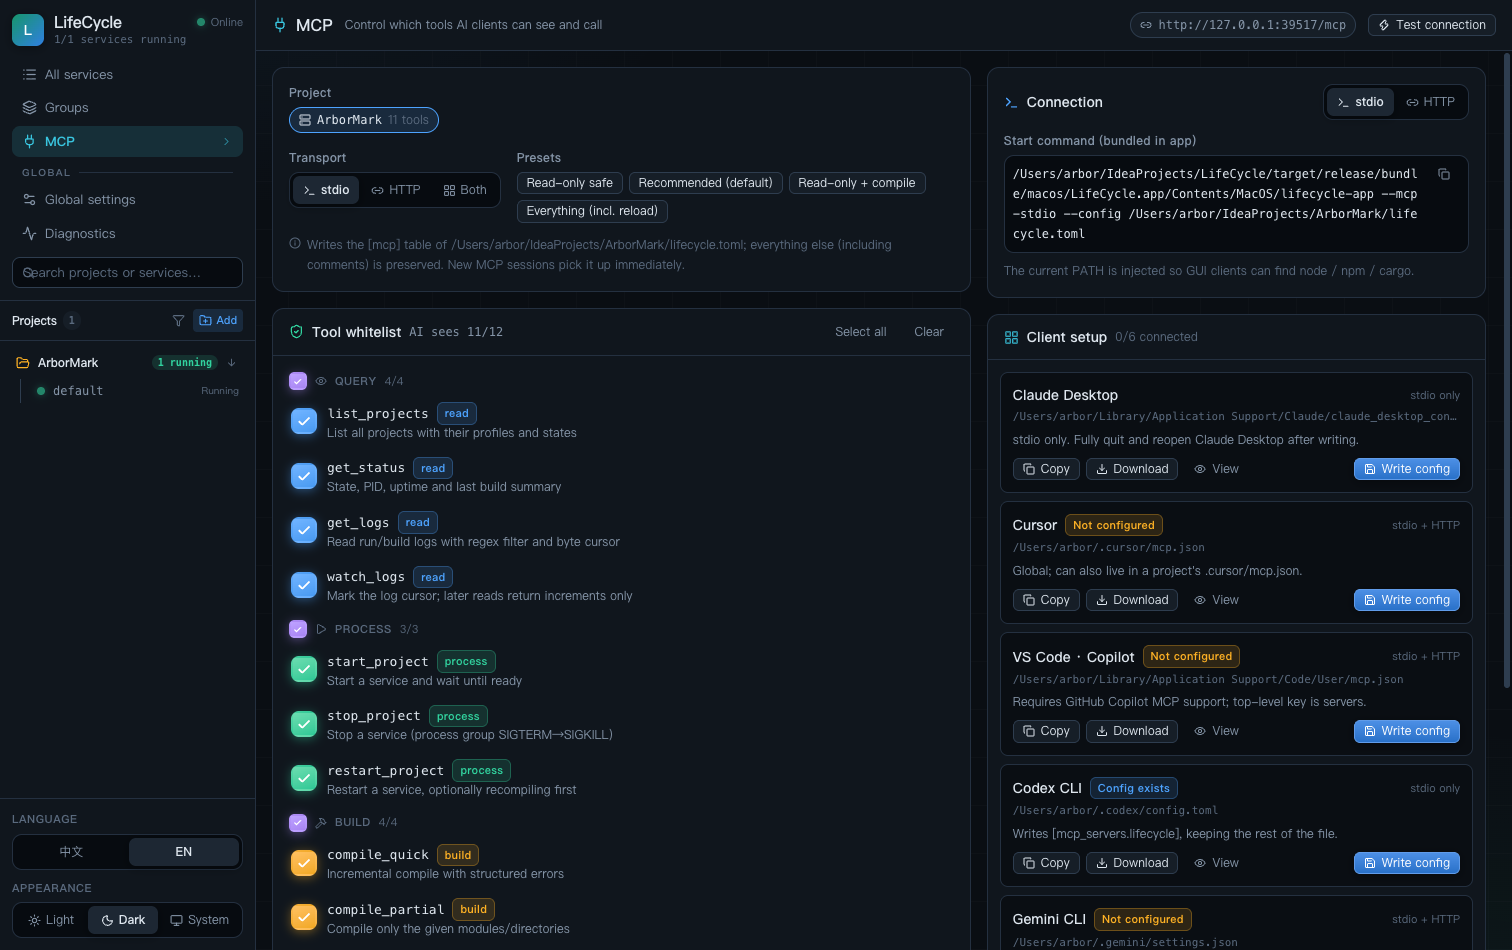 L
LifeCycle
Online
1/1 services running
All services
Groups
MCP
GLOBAL
Global settings
Diagnostics
Search projects or services...
Projects 1
Add
ArborMark
1 running
default
Running
LANGUAGE
中文
EN
APPEARANCE
Light
Dark
System
MCP
Control which tools AI clients can see and call
http://127.0.0.1:39517/mcp
Test connection
Project
ArborMark 11 tools
Transport
stdio
HTTP
Both
Presets
Read-only safe
Recommended (default)
Read-only + compile
Everything (incl. reload)
Writes the [mcp] table of /Users/arbor/IdeaProjects/ArborMark/lifecycle.toml; everything else (including
comments) is preserved. New MCP sessions pick it up immediately.
Tool whitelist AI sees 11/12
Select all
Clear
QUERY 4/4
list_projects read
List all projects with their profiles and states
get_status read
State, PID, uptime and last build summary
get_logs read
Read run/build logs with regex filter and byte cursor
watch_logs read
Mark the log cursor; later reads return increments only
PROCESS 3/3
start_project process
Start a service and wait until ready
stop_project process
Stop a service (process group SIGTERM→SIGKILL)
restart_project process
Restart a service, optionally recompiling first
BUILD 4/4
compile_quick build
Incremental compile with structured errors
compile_partial build
Compile only the given modules/directories
Connection
stdio
HTTP
Start command (bundled in app)
/Users/arbor/IdeaProjects/LifeCycle/target/release/bundl
e/macos/LifeCycle.app/Contents/MacOS/lifecycle-app --mcp
-stdio --config /Users/arbor/IdeaProjects/ArborMark/life
cycle.toml
The current PATH is injected so GUI clients can find node / npm / cargo.
Client setup 0/6 connected
Claude Desktop
stdio only
/Users/arbor/Library/Application Support/Claude/claude_desktop_con…
stdio only. Fully quit and reopen Claude Desktop after writing.
Copy
Download
View
Write config
Cursor Not configured
stdio + HTTP
/Users/arbor/.cursor/mcp.json
Global; can also live in a project's .cursor/mcp.json.
Copy
Download
View
Write config
VS Code · Copilot Not configured
stdio + HTTP
/Users/arbor/Library/Application Support/Code/User/mcp.json
Requires GitHub Copilot MCP support; top-level key is servers.
Copy
Download
View
Write config
Codex CLI Config exists
stdio only
/Users/arbor/.codex/config.toml
Writes [mcp_servers.lifecycle], keeping the rest of the file.
Copy
Download
View
Write config
Gemini CLI Not configured
stdio + HTTP
/Users/arbor/.gemini/settings.json